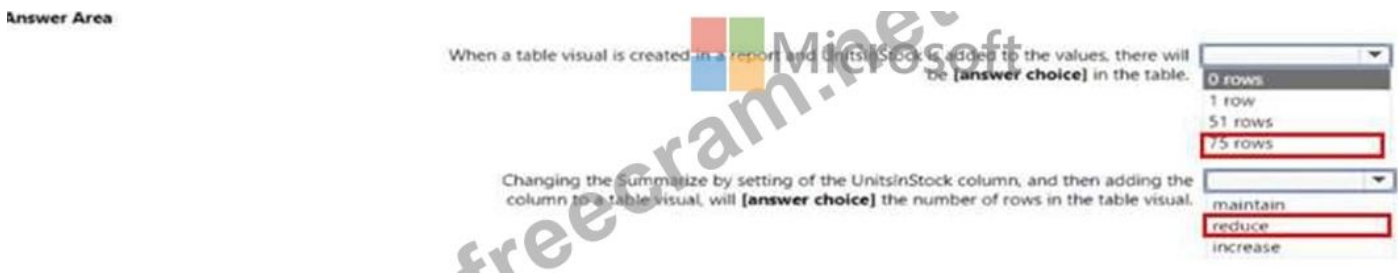 Answer Area
Microsoft
When a table visual is created in a report and UnitsInStock is added to the values, there will
be [answer choice] in the table.
0 rows
1 row
51 rows
75 rows
Changing the Summarize by setting of the UnitsInStock column, and then adding the
column to a table visual, will [answer choice] the number of rows in the table visual.
maintain
reduce
increase
freecram.net